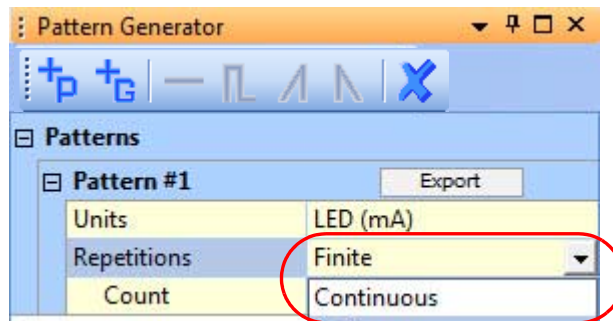 Pattern Generator
+P +G
Patterns
Pattern #1 Export
Units LED (mA)
Repetitions Finite
Count Continuous